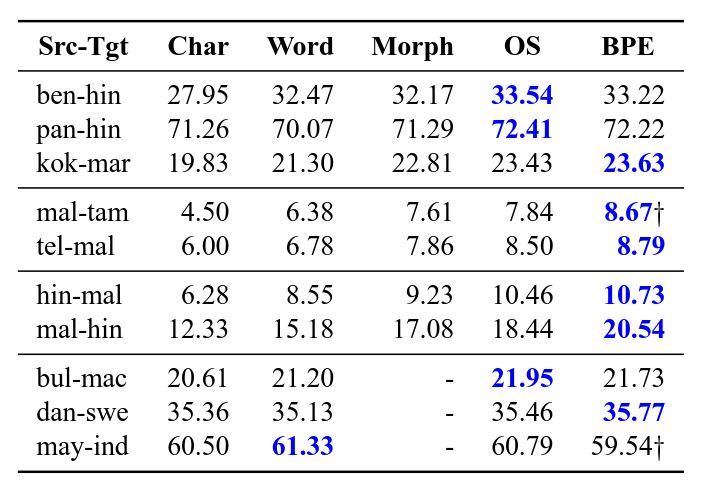 Src-Tgt Char Word Morph OS BPE
ben-hin 27.95 32.47 32.17 33.54 33.22
pan-hin 71.26 70.07 71.29 72.41 72.22
kok-mar 19.83 21.30 22.81 23.43 23.63
mal-tam 4.50 6.38 7.61 7.84 8.67†
tel-mal 6.00 6.78 7.86 8.50 8.79
hin-mal 6.28 8.55 9.23 10.46 10.73
mal-hin 12.33 15.18 17.08 18.44 20.54
bul-mac 20.61 21.20 - 21.95 21.73
dan-swe 35.36 35.13 - 35.46 35.77
may-ind 60.50 61.33 - 60.79 59.54†